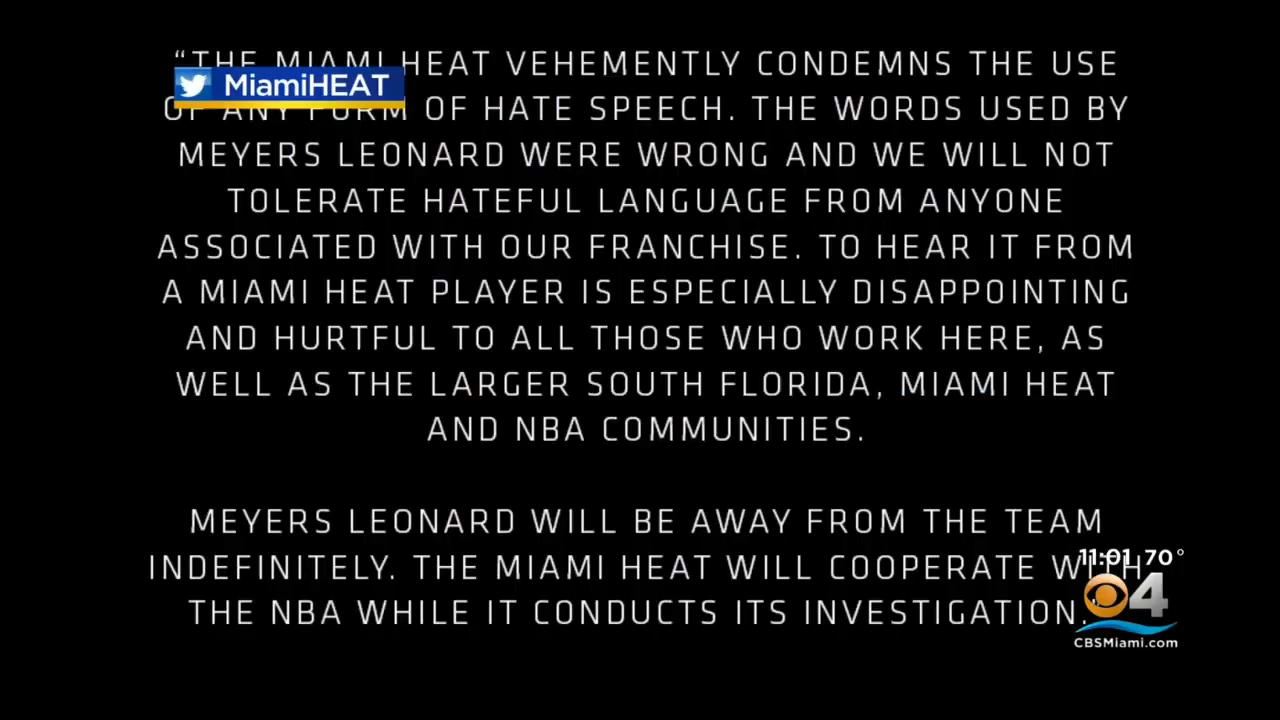 “THE MIAMI HEAT VEHEMENTLY CONDEMNS THE USE
MiamiHEAT
OF ANY FORM OF HATE SPEECH. THE WORDS USED BY
MEYERS LEONARD WERE WRONG AND WE WILL NOT
TOLERATE HATEFUL LANGUAGE FROM ANYONE
ASSOCIATED WITH OUR FRANCHISE. TO HEAR IT FROM
A MIAMI HEAT PLAYER IS ESPECIALLY DISAPPOINTING
AND HURTFUL TO ALL THOSE WHO WORK HERE, AS
WELL AS THE LARGER SOUTH FLORIDA, MIAMI HEAT
AND NBA COMMUNITIES.
MEYERS LEONARD WILL BE AWAY FROM THE TEAM
INDEFINITELY. THE MIAMI HEAT WILL COOPERATE WITH
THE NBA WHILE IT CONDUCTS ITS INVESTIGATION.”
11:01 70°
4
CBSMiami.com